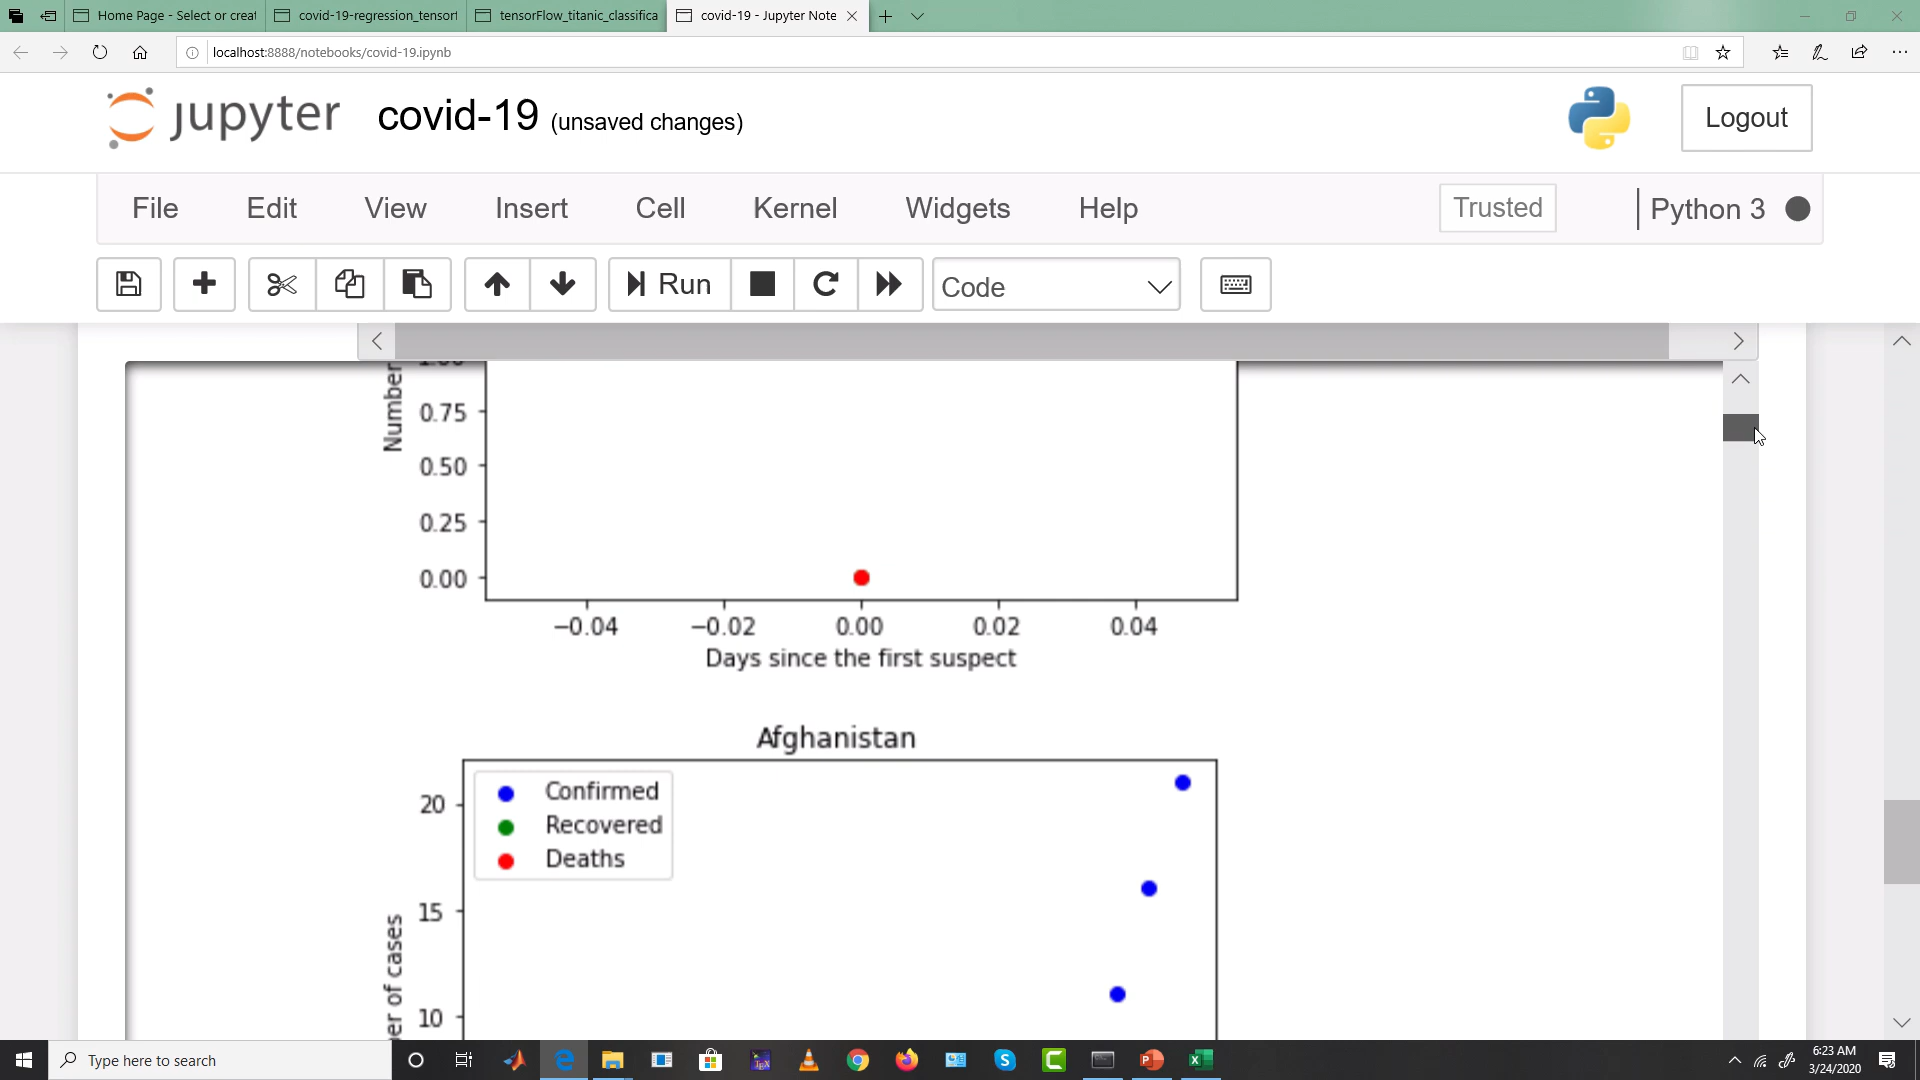 Home Page - Select or creat
covid-19-regression_tensorf
tensorFlow_titanic_classifica
covid-19 - Jupyter Note
localhost:8888/notebooks/covid-19.ipynb
jupyter covid-19 (unsaved changes)
Logout
File Edit View Insert Cell Kernel Widgets Help Trusted Python 3
Run Code
Number
1.00
0.75
0.50
0.25
0.00
−0.04 −0.02 0.00 0.02 0.04
Days since the first suspect
Afghanistan
Confirmed
Recovered
Deaths
er of cases
20
15
10
Type here to search
6:23 AM
3/24/2020